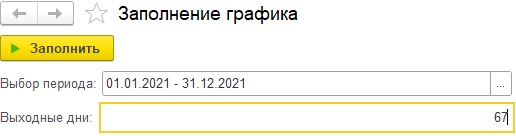 Заполнение графика
Заполнить
Выбор периода: 01.01.2021 - 31.12.2021 ...
Выходные дни: 67